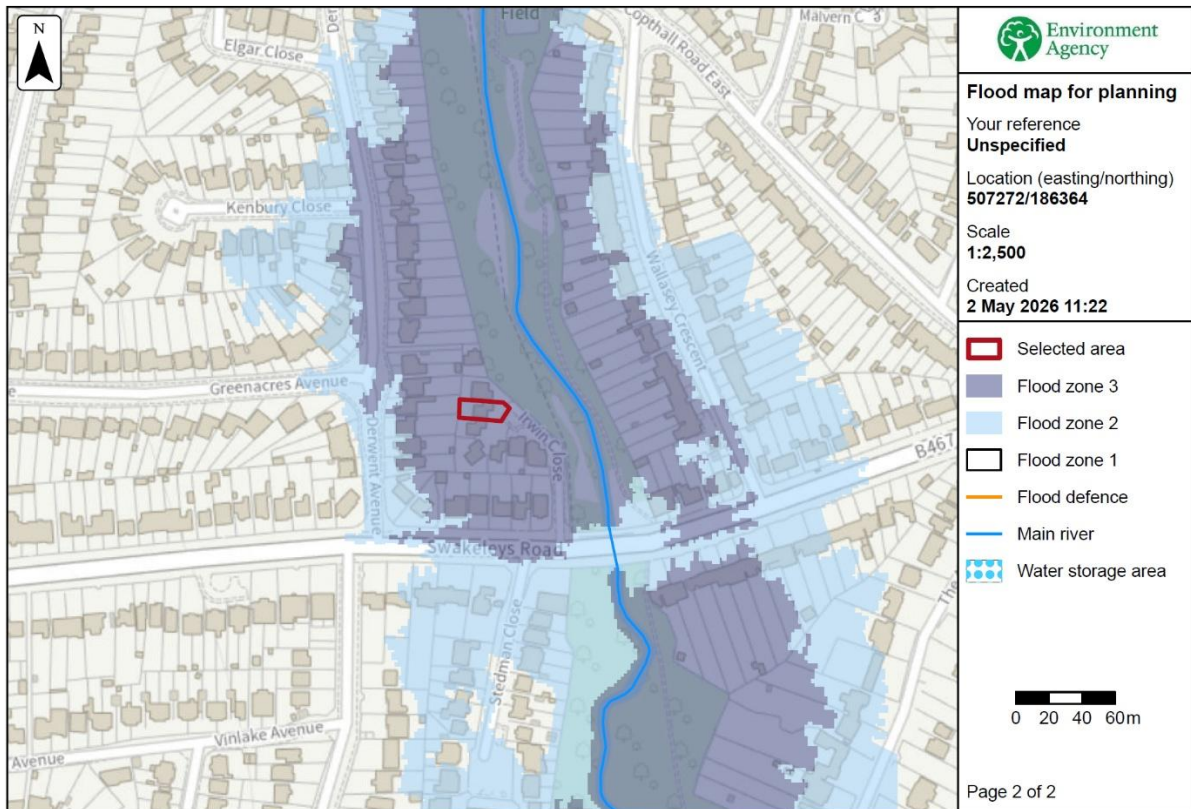 N
Field
Elgar Close
Copthall Road East
Malvern C
Kenbury Close
Wallasey Crescent
Greenacres Avenue
Derwent Avenue
Irwin Close
B467
Swakeleys Road
Stedman Close
The
Vinlake Avenue
Avenue
Environment
Agency
Flood map for planning
Your reference
Unspecified
Location (easting/northing)
507272/186364
Scale
1:2,500
Created
2 May 2026 11:22
Selected area
Flood zone 3
Flood zone 2
Flood zone 1
Flood defence
Main river
Water storage area
0 20 40 60m
Page 2 of 2